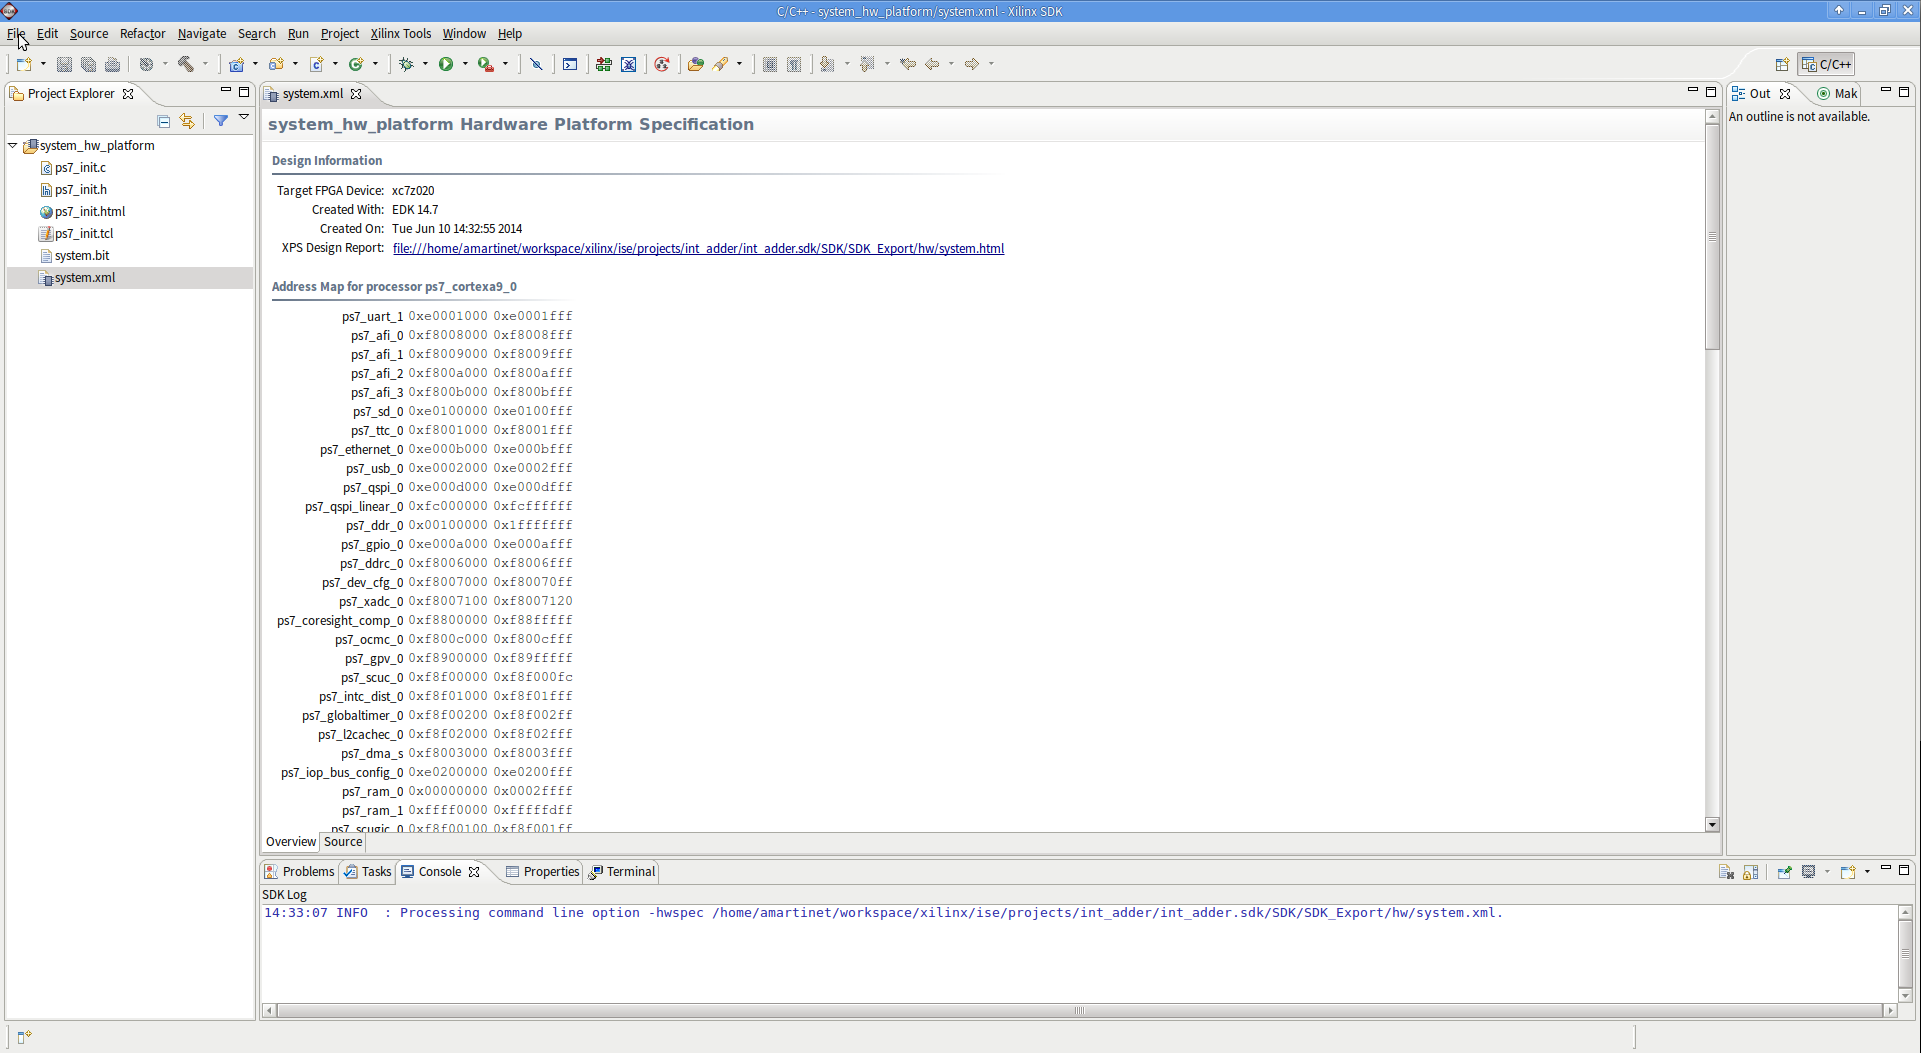 C/C++ - system_hw_platform/system.xml - Xilinx SDK
File Edit Source Refactor Navigate Search Run Project Xilinx Tools Window Help
C/C++
Project Explorer
system_hw_platform
ps7_init.c
ps7_init.h
ps7_init.html
ps7_init.tcl
system.bit
system.xml
system.xml
system_hw_platform Hardware Platform Specification
Design Information
Target FPGA Device: xc7z020
Created With: EDK 14.7
Created On: Tue Jun 10 14:32:55 2014
XPS Design Report: file:///home/amartinet/workspace/xilinx/ise/projects/int_adder/int_adder.sdk/SDK/SDK_Export/hw/system.html
Address Map for processor ps7_cortexa9_0
ps7_uart_1 0xe0001000 0xe0001fff
ps7_afi_0 0xf8008000 0xf8008fff
ps7_afi_1 0xf8009000 0xf8009fff
ps7_afi_2 0xf800a000 0xf800afff
ps7_afi_3 0xf800b000 0xf800bfff
ps7_sd_0 0xe0100000 0xe0100fff
ps7_ttc_0 0xf8001000 0xf8001fff
ps7_ethernet_0 0xe000b000 0xe000bfff
ps7_usb_0 0xe0002000 0xe0002fff
ps7_qspi_0 0xe000d000 0xe000dfff
ps7_qspi_linear_0 0xfc000000 0xfcffffff
ps7_ddr_0 0x00100000 0x1fffffff
ps7_gpio_0 0xe000a000 0xe000afff
ps7_ddrc_0 0xf8006000 0xf8006fff
ps7_dev_cfg_0 0xf8007000 0xf80070ff
ps7_xadc_0 0xf8007100 0xf8007120
ps7_coresight_comp_0 0xf8800000 0xf88fffff
ps7_ocmc_0 0xf800c000 0xf800cfff
ps7_gpv_0 0xf8900000 0xf89fffff
ps7_scuc_0 0xf8f00000 0xf8f000fc
ps7_intc_dist_0 0xf8f01000 0xf8f01fff
ps7_globaltimer_0 0xf8f00200 0xf8f002ff
ps7_l2cachec_0 0xf8f02000 0xf8f02fff
ps7_dma_s 0xf8003000 0xf8003fff
ps7_iop_bus_config_0 0xe0200000 0xe0200fff
ps7_ram_0 0x00000000 0x0002ffff
ps7_ram_1 0xffff0000 0xfffffdff
ps7_scugic_0 0xf8f00100 0xf8f001ff
Overview Source
Out Mak
An outline is not available.
Problems Tasks Console Properties Terminal
SDK Log
14:33:07 INFO : Processing command line option -hwspec /home/amartinet/workspace/xilinx/ise/projects/int_adder/int_adder.sdk/SDK/SDK_Export/hw/system.xml.